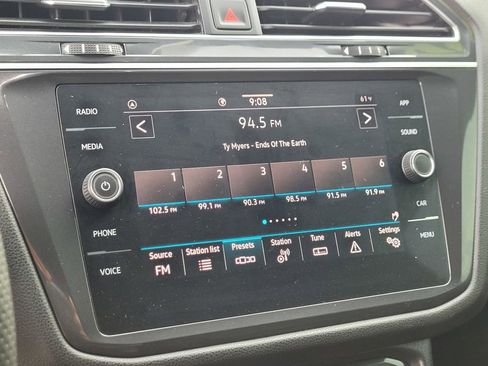 9:08
61°F
RADIO
APP
94.5 FM
MEDIA
SOUND
Ty Myers - Ends Of The Earth
1 2 3 4 5 6
102.5 FM 99.1 FM 90.3 FM 98.5 FM 91.5 FM 91.9 FM
PHONE
CAR
VOICE
MENU
Source Station list Presets Station Tune Alerts Settings
FM